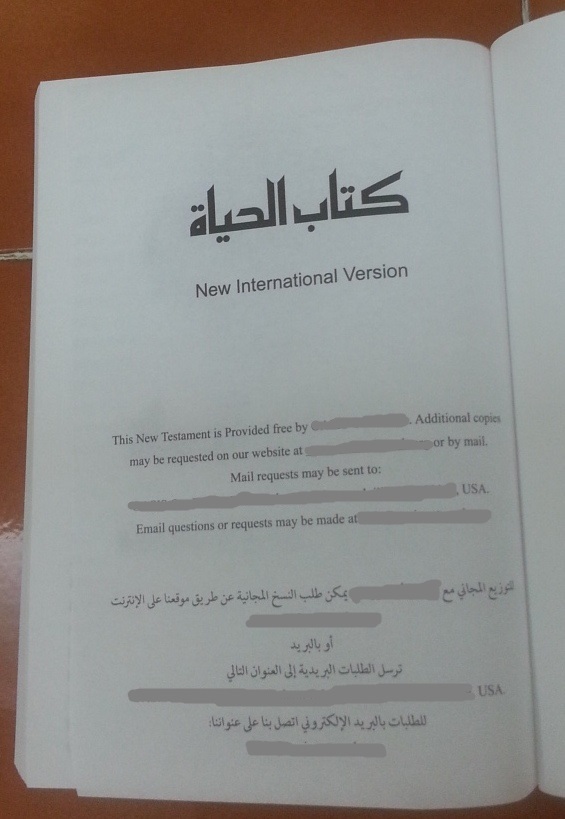 كتاب الحياة
New International Version
This New Testament is Provided free by . Additional copies
may be requested on our website at or by mail.
Mail requests may be sent to:
, USA.
Email questions or requests may be made at
للتوزيع المجاني مع يمكن طلب النسخ المجانية عن طريق موقعنا على الإنترنت
أو بالبريد
ترسل الطلبات البريدية إلى العنوان التالي
, USA
للطلبات بالبريد الإلكتروني اتصل بنا على عنواننا: